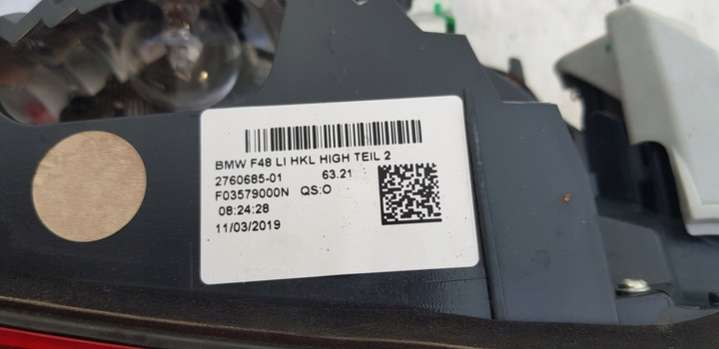 BMW F48 LI HKL HIGH TEIL 2
2760685-01 63.21
F03579000N QS:O
08:24:28
11/03/2019